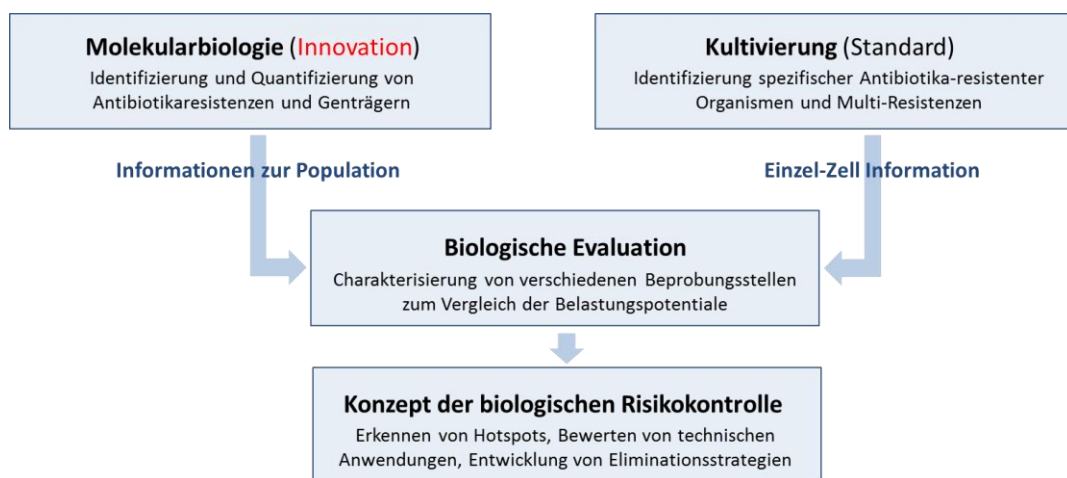 Molekularbiologie (Innovation)
Identifizierung und Quantifizierung von
Antibiotikaresistenzen und Genträgern
Kultivierung (Standard)
Identifizierung spezifischer Antibiotika-resistenter
Organismen und Multi-Resistenzen
Informationen zur Population
Einzel-Zell Information
Biologische Evaluation
Charakterisierung von verschiedenen Beprobungsstellen
zum Vergleich der Belastungspotentiale
Konzept der biologischen Risikokontrolle
Erkennen von Hotspots, Bewerten von technischen
Anwendungen, Entwicklung von Eliminationsstrategien